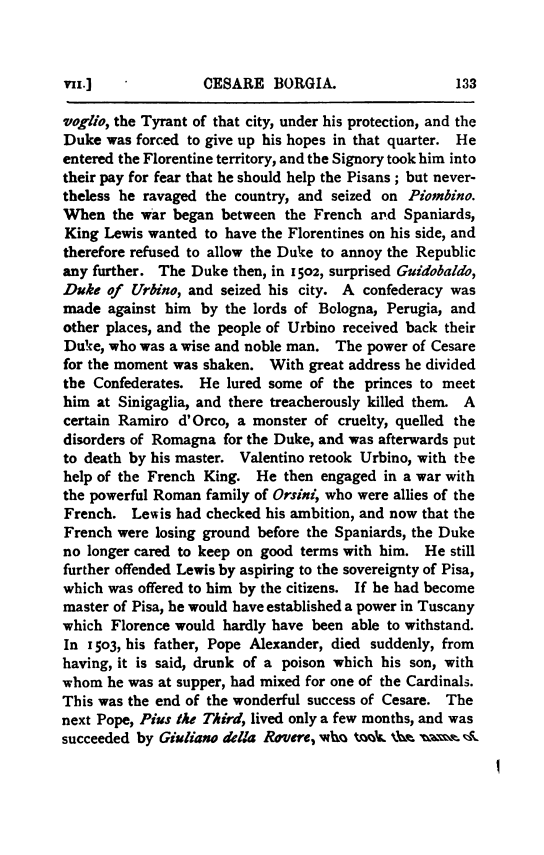 VII.] CESARE BORGIA. 133
voglio, the Tyrant of that city, under his protection, and the
Duke was forced to give up his hopes in that quarter. He
entered the Florentine territory, and the Signory took him into
their pay for fear that he should help the Pisans ; but never-
theless he ravaged the country, and seized on Piombino.
When the war began between the French and Spaniards,
King Lewis wanted to have the Florentines on his side, and
therefore refused to allow the Duke to annoy the Republic
any further. The Duke then, in 1502, surprised Guidobaldo,
Duke of Urbino, and seized his city. A confederacy was
made against him by the lords of Bologna, Perugia, and
other places, and the people of Urbino received back their
Duke, who was a wise and noble man. The power of Cesare
for the moment was shaken. With great address he divided
the Confederates. He lured some of the princes to meet
him at Sinigaglia, and there treacherously killed them. A
certain Ramiro d'Orco, a monster of cruelty, quelled the
disorders of Romagna for the Duke, and was afterwards put
to death by his master. Valentino retook Urbino, with the
help of the French King. He then engaged in a war with
the powerful Roman family of Orsini, who were allies of the
French. Lewis had checked his ambition, and now that the
French were losing ground before the Spaniards, the Duke
no longer cared to keep on good terms with him. He still
further offended Lewis by aspiring to the sovereignty of Pisa,
which was offered to him by the citizens. If he had become
master of Pisa, he would have established a power in Tuscany
which Florence would hardly have been able to withstand.
In 1503, his father, Pope Alexander, died suddenly, from
having, it is said, drunk of a poison which his son, with
whom he was at supper, had mixed for one of the Cardinals.
This was the end of the wonderful success of Cesare. The
next Pope, Pius the Third, lived only a few months, and was
succeeded by Giuliano della Rovere, who took the name of